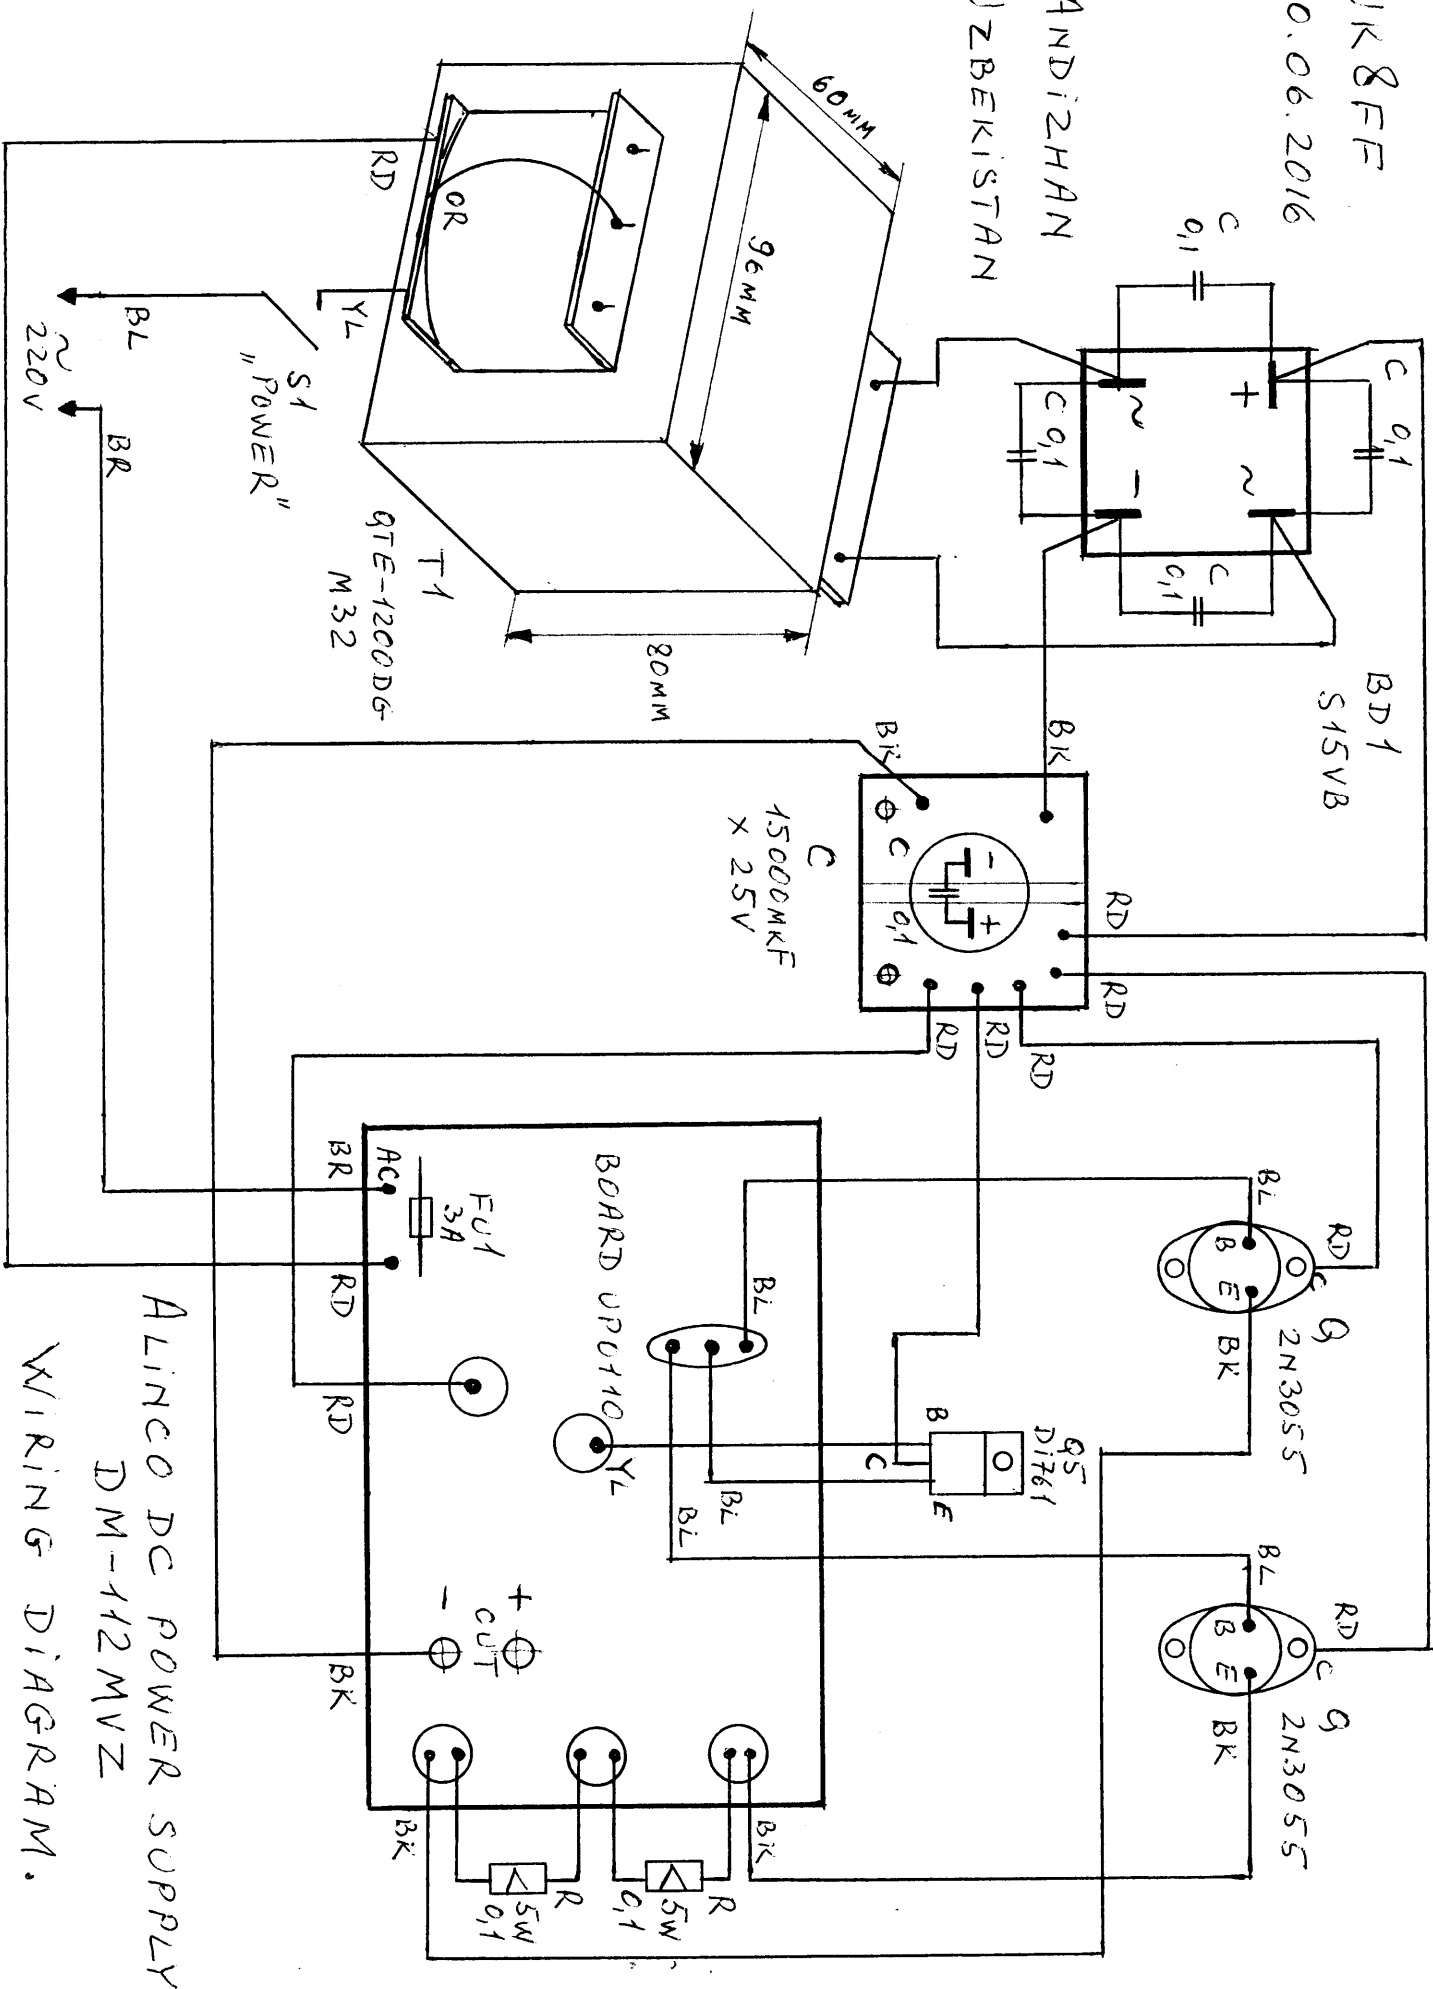 UK8FF
0.06.2016
ANDiZHAN
UZBEKiSTAN
60MM
96MM
80MM
RD
OR
YL
T1
QTE-1200DG
M32
S1
„POWER"
BL
~
220V
BR
C
0,1
C
0,1
C 0,1
C
0,1
+
~
~
-
BD1
S15VB
BK
BK
RD
RD
RD
RD
RD
C
- +
0,1
C
15000MKF
x 25V
BOARD UPU110
AC
FU1
3A
BR
RD
RD
BL
BL
BL
YL
+
-
OUT
BK
Q5
Di761
B
C
E
BL
RD
B
E
C
BK
Q
2N3055
BL
RD
B
E
C
BK
Q
2N3055
BK
BK
R
5W
0,1
R
5W
0,1
ALiNCO DC POWER SUPPLY
DM-112MVZ
WiRiNG DiAGRAM.